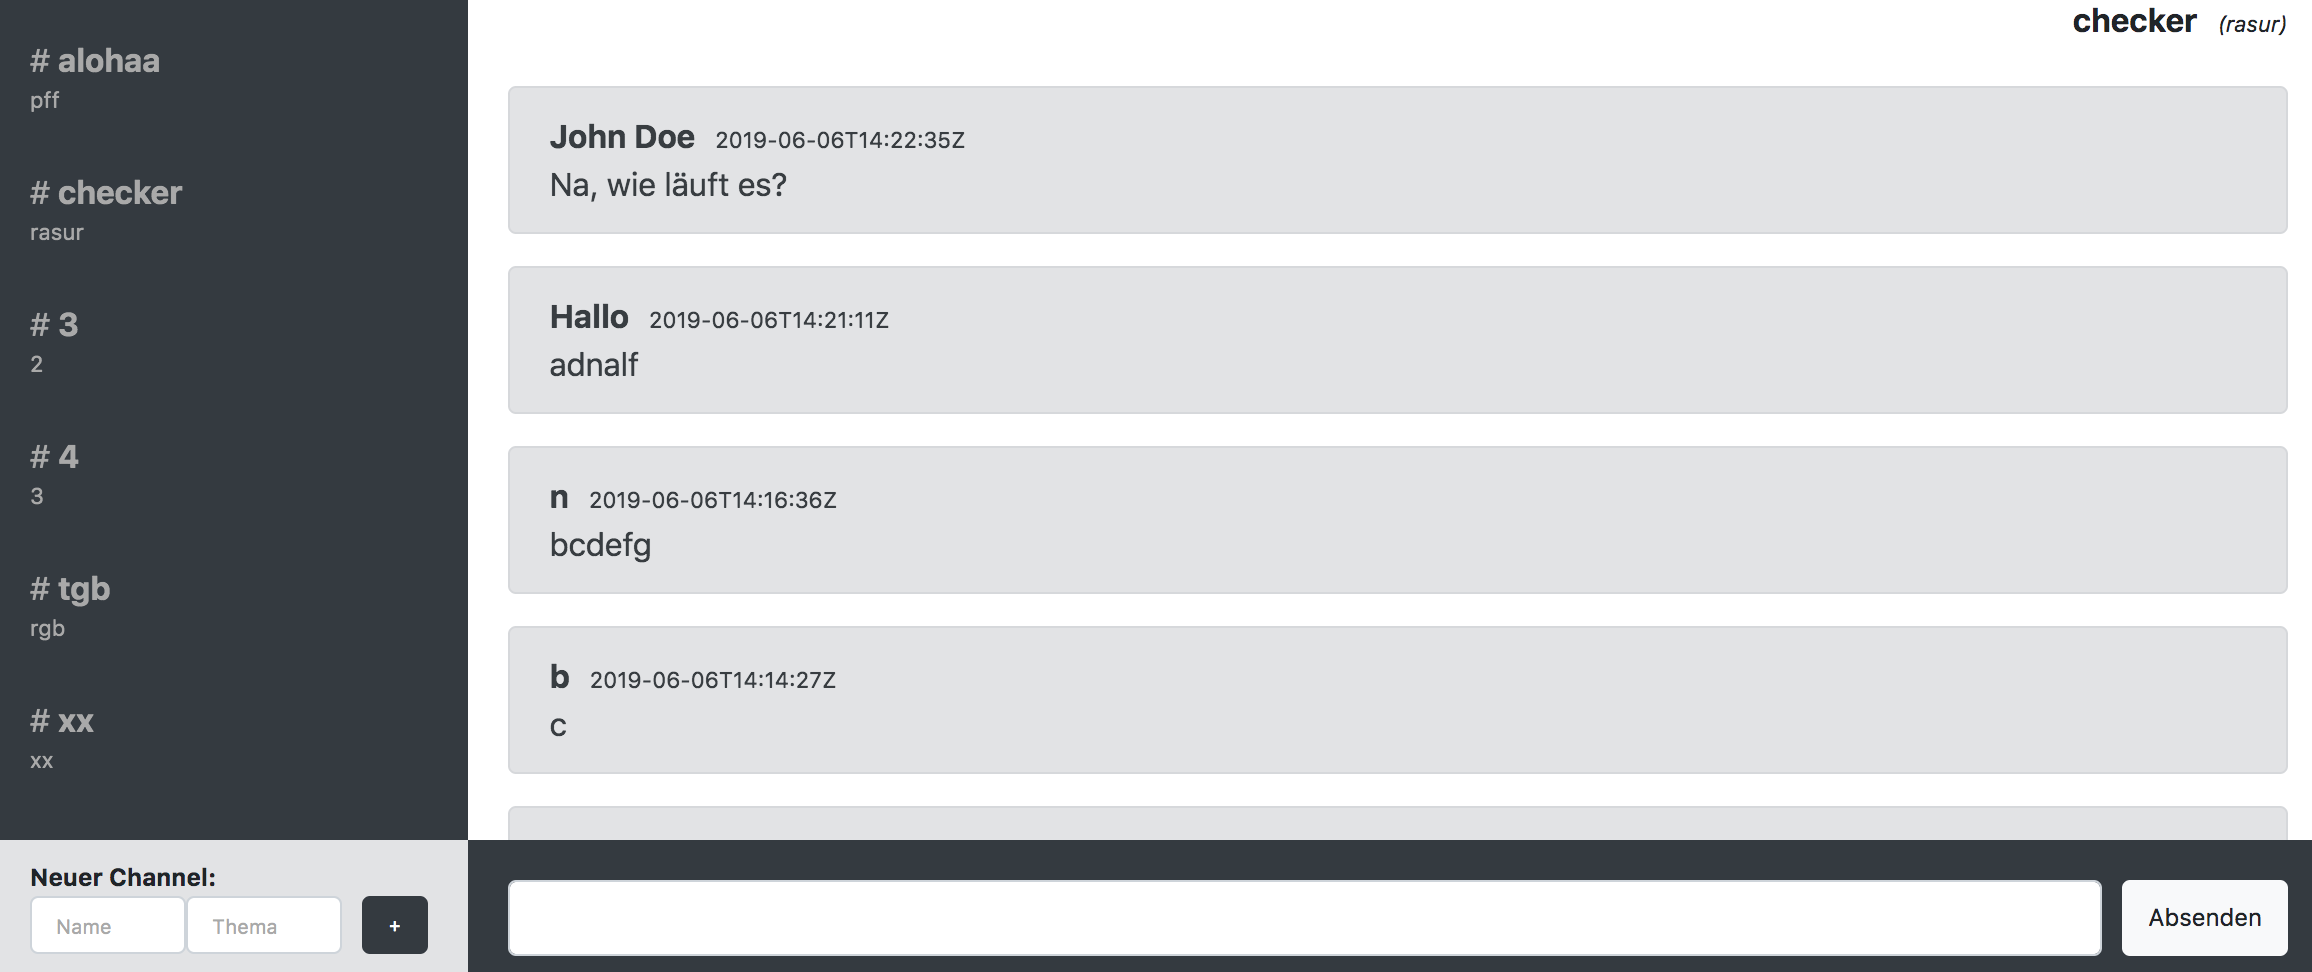 # alohaa
pff
# checker
rasur
# 3
2
# 4
3
# tgb
rgb
# xx
xx
Neuer Channel:
Name Thema +
checker (rasur)
John Doe 2019-06-06T14:22:35Z
Na, wie läuft es?
Hallo 2019-06-06T14:21:11Z
adnalf
n 2019-06-06T14:16:36Z
bcdefg
b 2019-06-06T14:14:27Z
c
Absenden